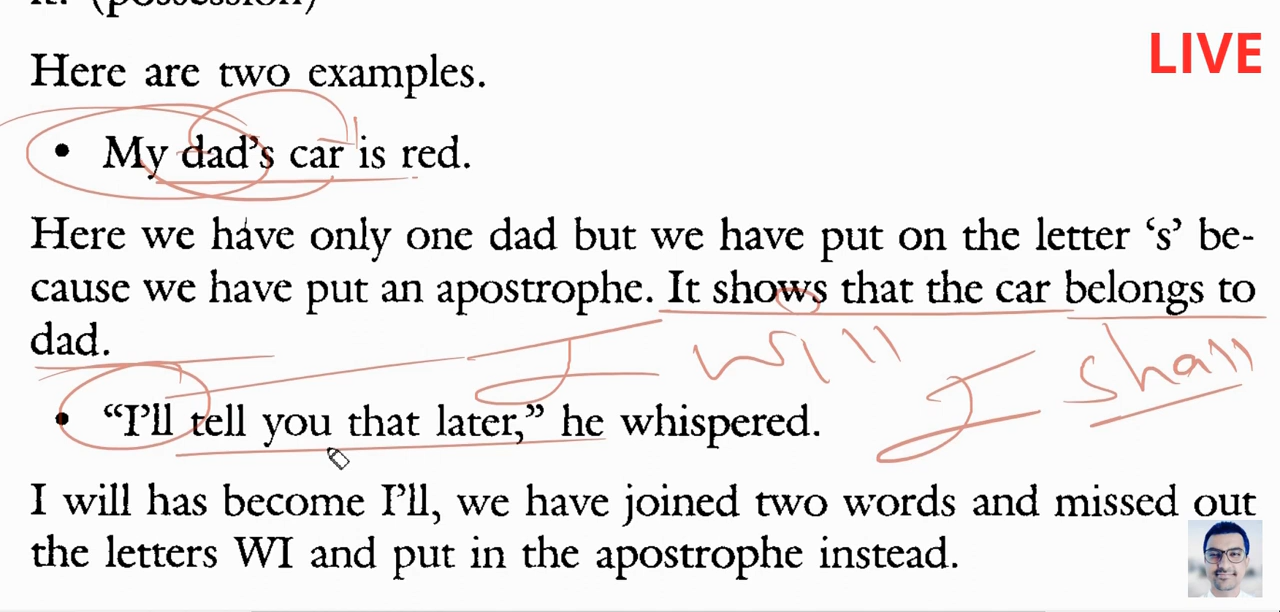 it. (possession)
LIVE
Here are two examples.
• My dad's car is red.
Here we have only one dad but we have put on the letter ‘s’ be-
cause we have put an apostrophe. It shows that the car belongs to
dad.
I will
I shall
• “I'll tell you that later,” he whispered.
I will has become I'll, we have joined two words and missed out
the letters WI and put in the apostrophe instead.